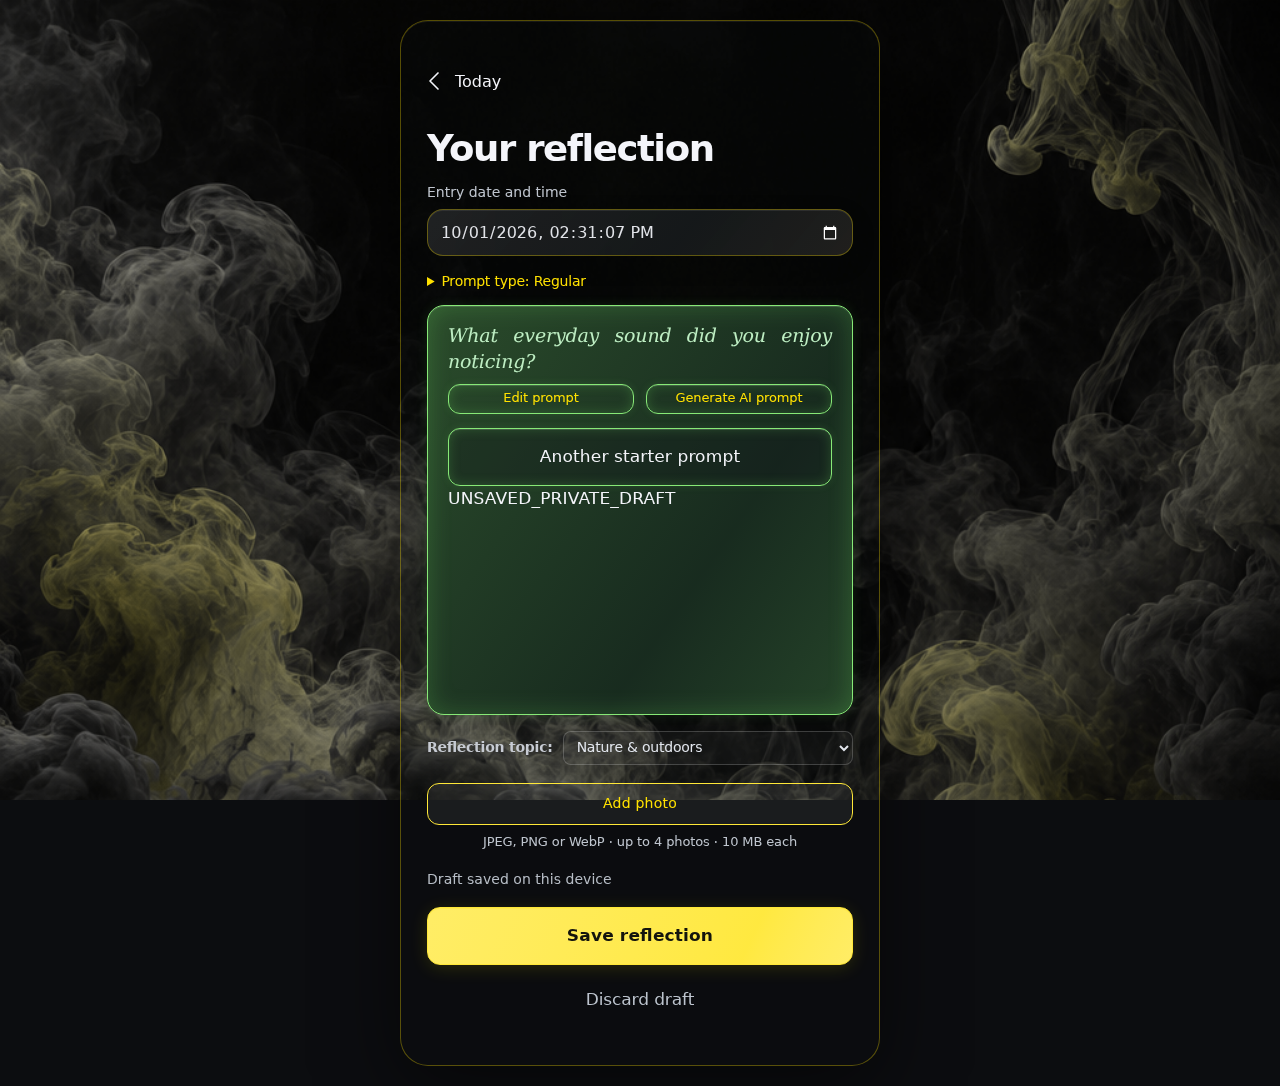 Today
Your reflection
Entry date and time
10/01/2026, 02:31:07 PM
Prompt type: Regular
What everyday sound did you enjoy
noticing?
Edit prompt
Generate AI prompt
Another starter prompt
UNSAVED_PRIVATE_DRAFT
Reflection topic:
Nature & outdoors
Add photo
JPEG, PNG or WebP · up to 4 photos · 10 MB each
Draft saved on this device
Save reflection
Discard draft